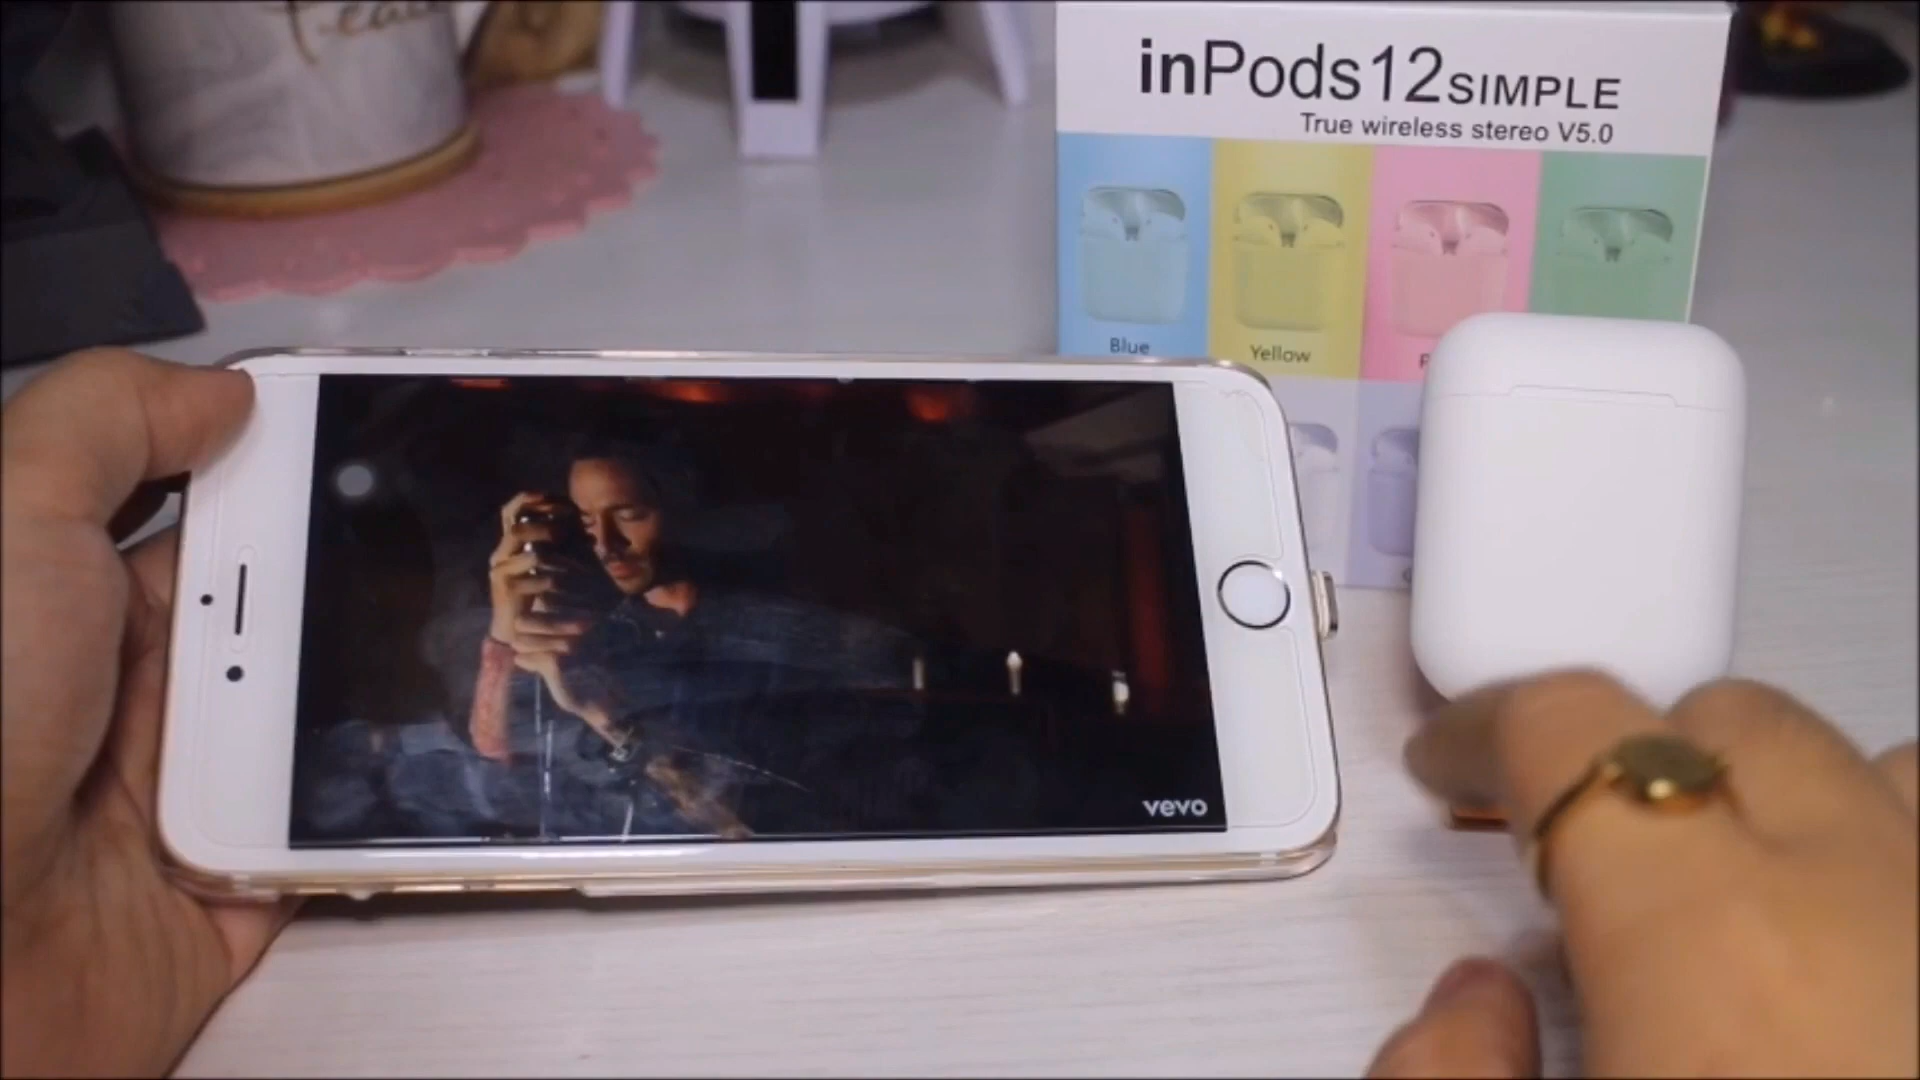 inPods12SIMPLE
True wireless stereo V5.0
Blue
Yellow
vevo